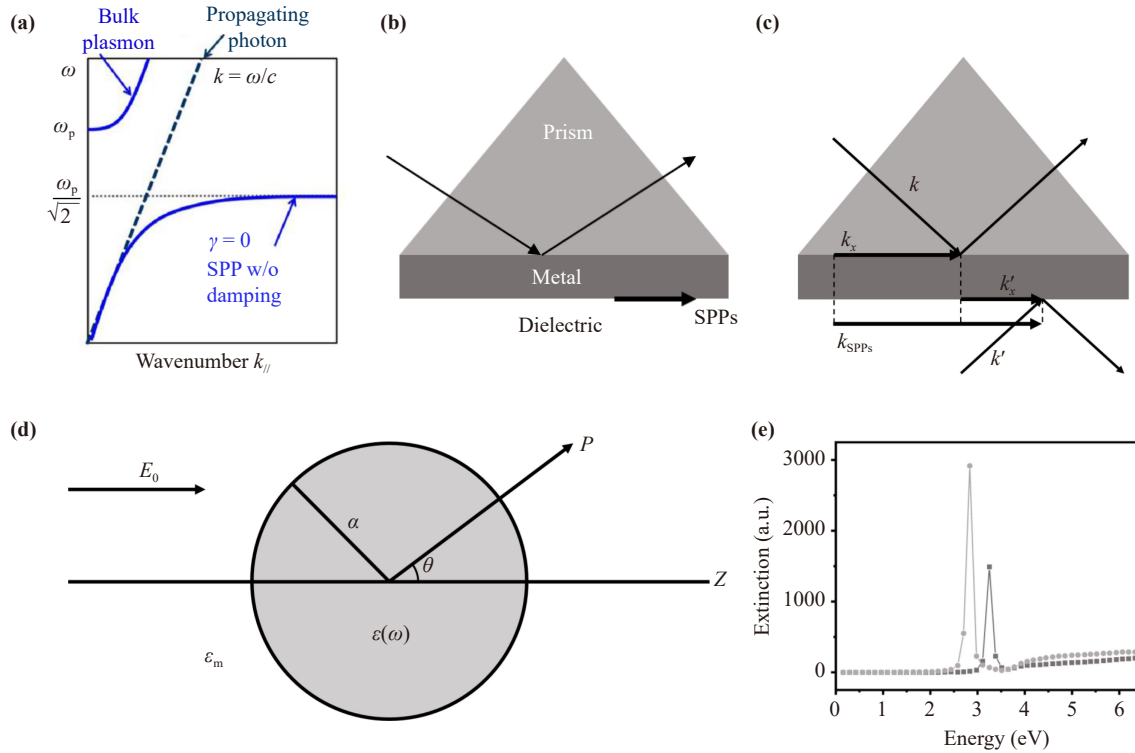 (a)
Bulk
plasmon
Propagating
photon
ω
k = ω/c
ωp
ωp
√2
γ = 0
SPP w/o
damping
Wavenumber k//
(b)
Prism
Metal
Dielectric
SPPs
(c)
k
kx
k′x
kSPPs
k′
(d)
E0
P
α
θ
Z
ε(ω)
εm
(e)
Extinction (a.u.)
3000
2000
1000
0
0 1 2 3 4 5 6
Energy (eV)